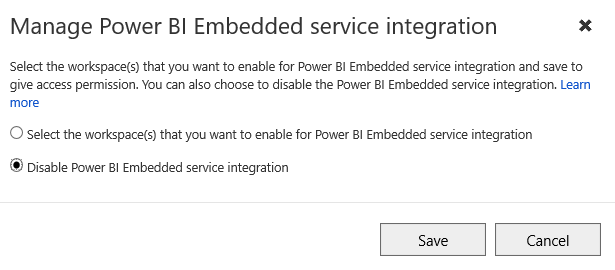 Manage Power BI Embedded service integration
Select the workspace(s) that you want to enable for Power BI Embedded service integration and save to
give access permission. You can also choose to disable the Power BI Embedded service integration. Learn
more
Select the workspace(s) that you want to enable for Power BI Embedded service integration
Disable Power BI Embedded service integration
Save Cancel